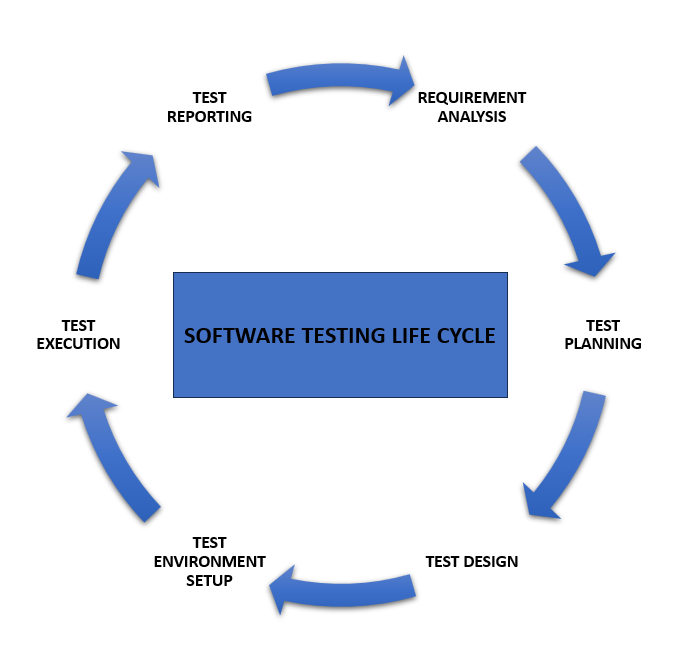 TEST
REPORTING
REQUIREMENT
ANALYSIS
SOFTWARE TESTING LIFE CYCLE
TEST
EXECUTION
TEST
PLANNING
TEST
ENVIRONMENT
SETUP
TEST DESIGN